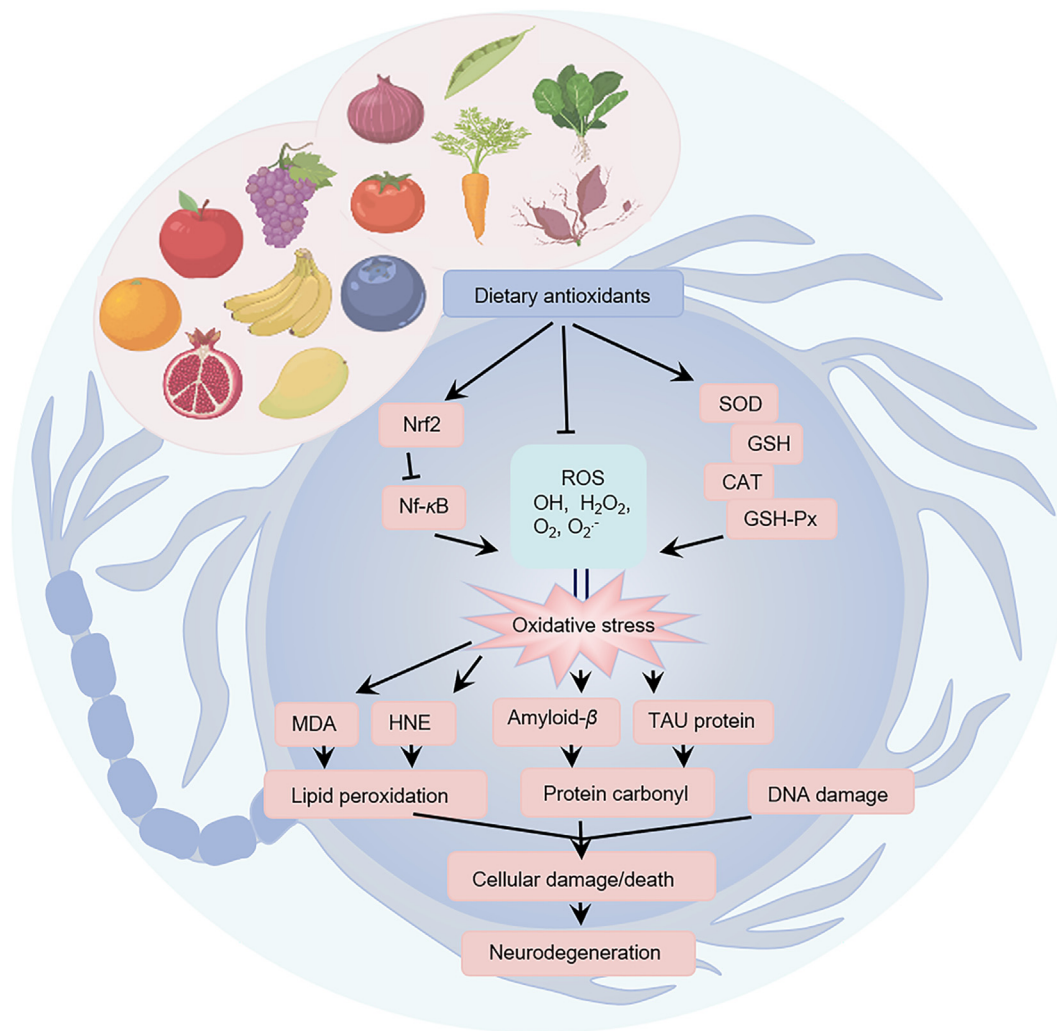 Dietary antioxidants
Nrf2
Nf-κB
ROS
OH, H₂O₂,
O₂, O₂·⁻
SOD
GSH
CAT
GSH-Px
Oxidative stress
MDA
HNE
Amyloid-β
TAU protein
Lipid peroxidation
Protein carbonyl
DNA damage
Cellular damage/death
Neurodegeneration